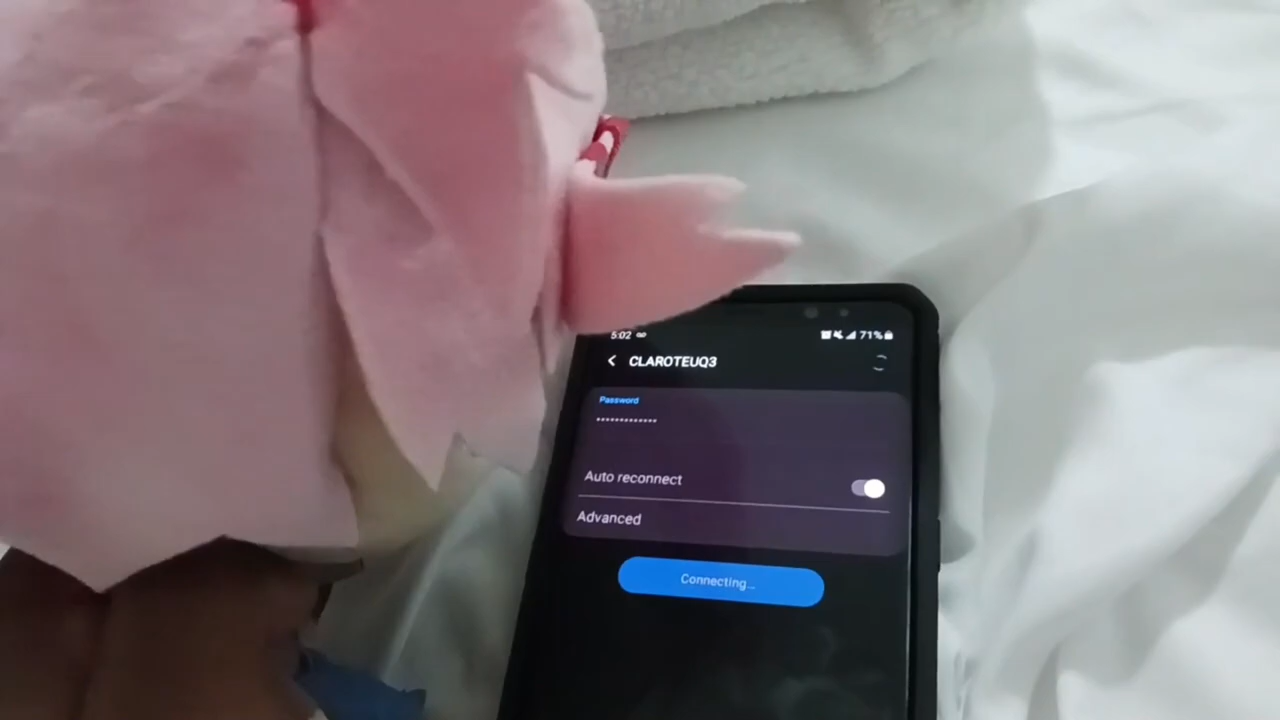 5:02
71%
CLAROTEUQ3
Password
•••••••••••••
Auto reconnect
Advanced
Connecting...